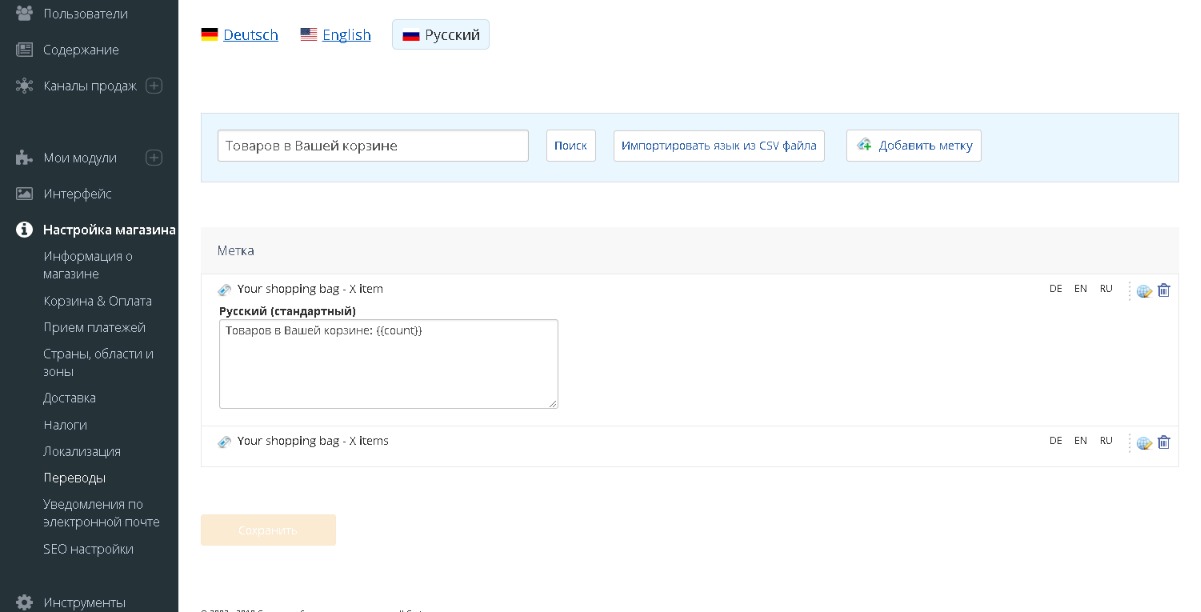 Пользователи
Содержание
Каналы продаж
Мои модули
Интерфейс
Настройка магазина
Информация о
магазине
Корзина & Оплата
Прием платежей
Страны, области и
зоны
Доставка
Налоги
Локализация
Переводы
Уведомления по
электронной почте
SEO настройки
Инструменты
Deutsch English Русский
Товаров в Вашей корзине Поиск Импортировать язык из CSV файла Добавить метку
Метка
Your shopping bag - X item DE EN RU
Русский (стандартный)
Товаров в Вашей корзине: {{count}}
Your shopping bag - X items DE EN RU
Сохранить